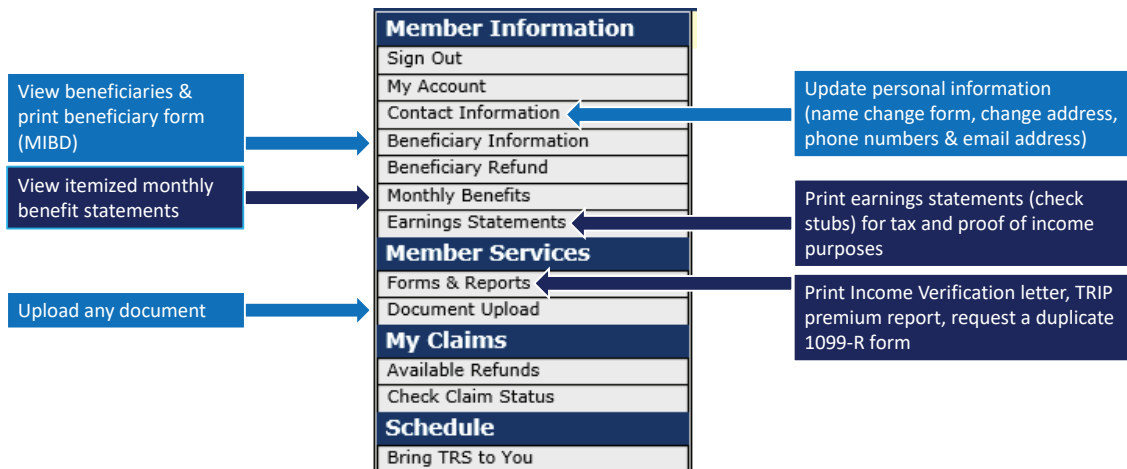 Member Information
Sign Out
My Account
Contact Information
Beneficiary Information
Beneficiary Refund
Monthly Benefits
Earnings Statements
Member Services
Forms & Reports
Document Upload
My Claims
Available Refunds
Check Claim Status
Schedule
Bring TRS to You
View beneficiaries &
print beneficiary form
(MIBD)
View itemized monthly
benefit statements
Upload any document
Update personal information
(name change form, change address,
phone numbers & email address)
Print earnings statements (check
stubs) for tax and proof of income
purposes
Print Income Verification letter, TRIP
premium report, request a duplicate
1099-R form